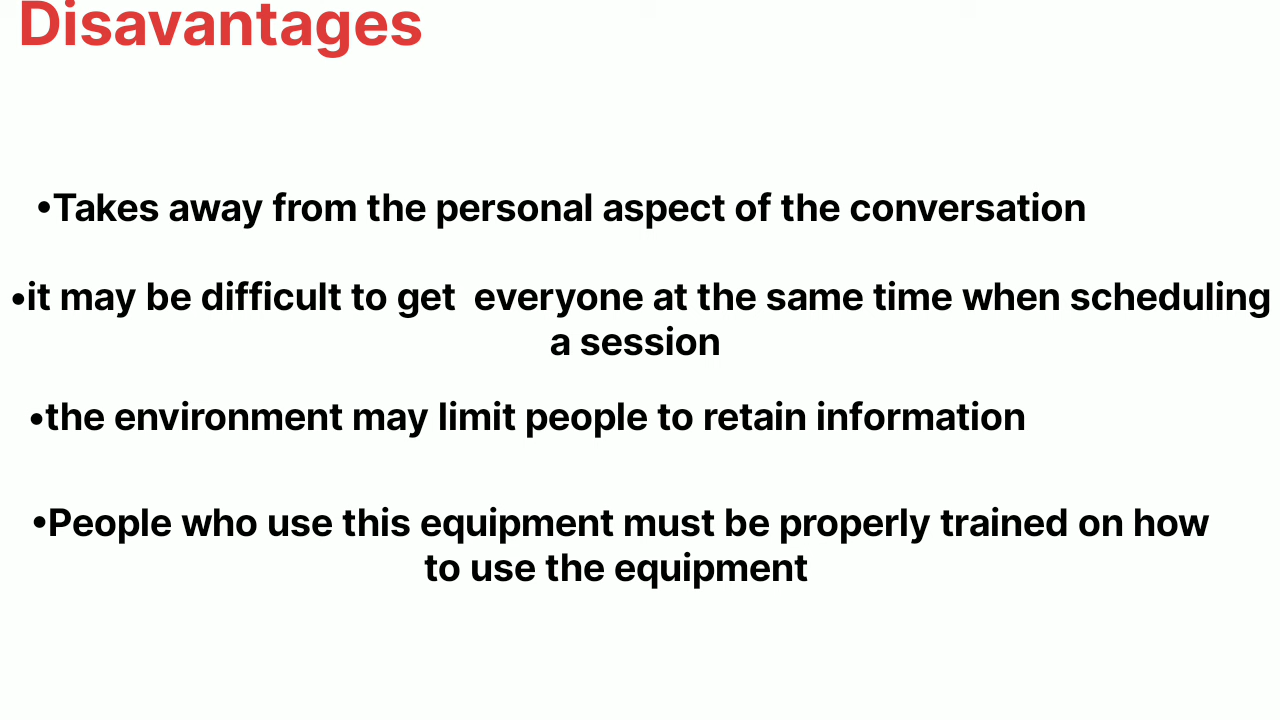 Disavantages
•Takes away from the personal aspect of the conversation
•it may be difficult to get  everyone at the same time when scheduling
a session
•the environment may limit people to retain information
•People who use this equipment must be properly trained on how
to use the equipment